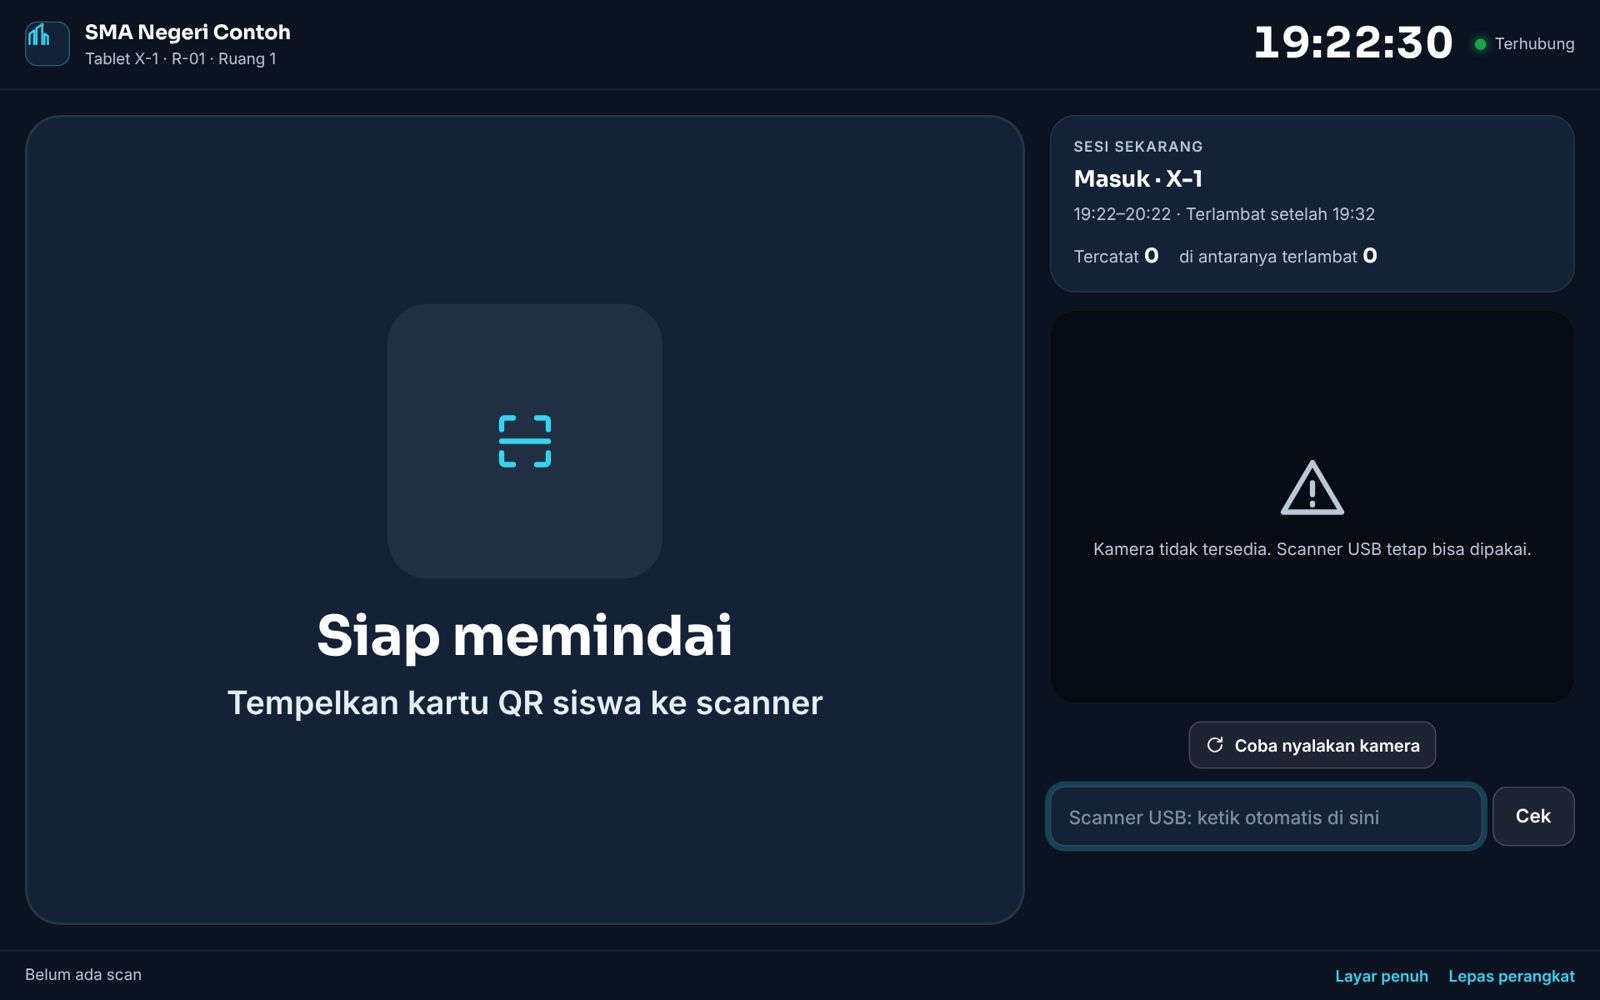 SMA Negeri Contoh
Tablet X-1 · R-01 · Ruang 1
19:22:30
Terhubung
Siap memindai
Tempelkan kartu QR siswa ke scanner
SESI SEKARANG
Masuk · X-1
19:22–20:22 · Terlambat setelah 19:32
Tercatat 0 di antaranya terlambat 0
Kamera tidak tersedia. Scanner USB tetap bisa dipakai.
Coba nyalakan kamera
Scanner USB: ketik otomatis di sini
Cek
Belum ada scan
Layar penuh
Lepas perangkat